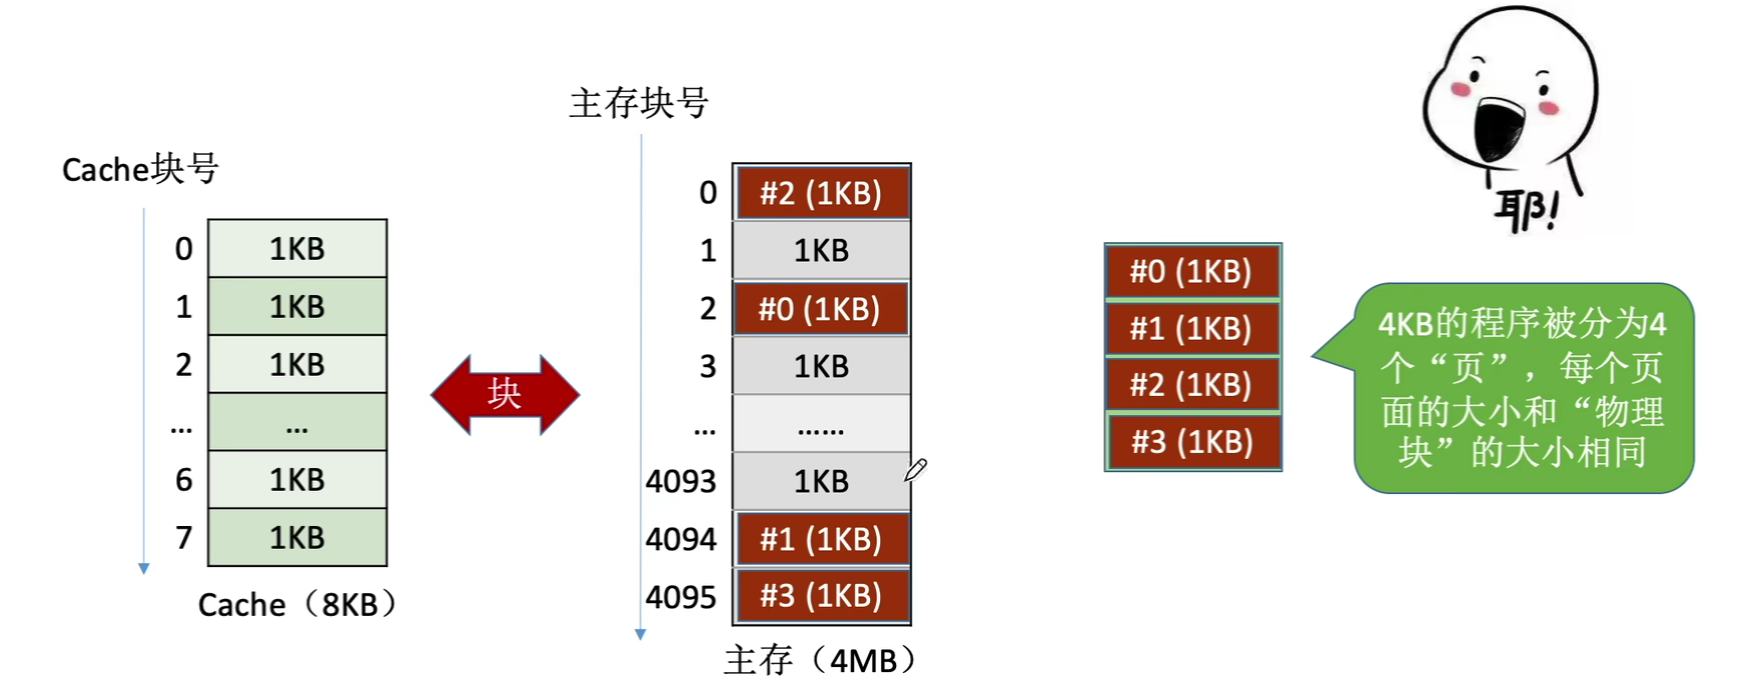 Cache块号
0 1KB
1 1KB
2 1KB
... ...
6 1KB
7 1KB
Cache（8KB）
块
主存块号
0 #2 (1KB)
1 1KB
2 #0 (1KB)
3 1KB
... ......
4093 1KB
4094 #1 (1KB)
4095 #3 (1KB)
主存（4MB）
#0 (1KB)
#1 (1KB)
#2 (1KB)
#3 (1KB)
耶!
4KB的程序被分为4
个“页”，每个页
面的大小和“物理
块”的大小相同